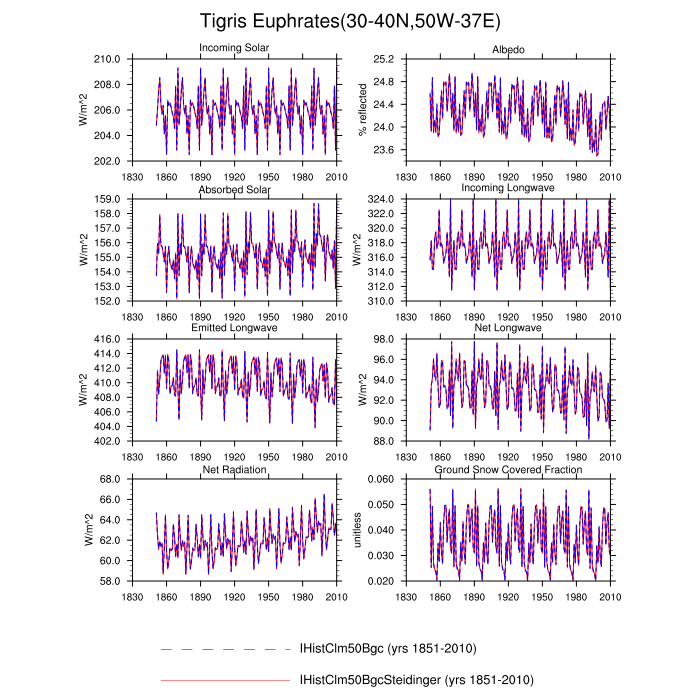 Tigris Euphrates(30-40N,50W-37E)
Incoming Solar
W/m^2
210.0
208.0
206.0
204.0
202.0
1830 1860 1890 1920 1950 1980 2010
Albedo
% reflected
25.2
24.8
24.4
24.0
23.6
1830 1860 1890 1920 1950 1980 2010
Absorbed Solar
W/m^2
159.0
158.0
157.0
156.0
155.0
154.0
153.0
152.0
1830 1860 1890 1920 1950 1980 2010
Incoming Longwave
W/m^2
324.0
322.0
320.0
318.0
316.0
314.0
312.0
310.0
1830 1860 1890 1920 1950 1980 2010
Emitted Longwave
W/m^2
416.0
414.0
412.0
410.0
408.0
406.0
404.0
402.0
1830 1860 1890 1920 1950 1980 2010
Net Longwave
W/m^2
98.0
96.0
94.0
92.0
90.0
88.0
1830 1860 1890 1920 1950 1980 2010
Net Radiation
W/m^2
68.0
66.0
64.0
62.0
60.0
58.0
1830 1860 1890 1920 1950 1980 2010
Ground Snow Covered Fraction
unitless
0.060
0.050
0.040
0.030
0.020
1830 1860 1890 1920 1950 1980 2010
IHistClm50Bgc (yrs 1851-2010)
IHistClm50BgcSteidinger (yrs 1851-2010)